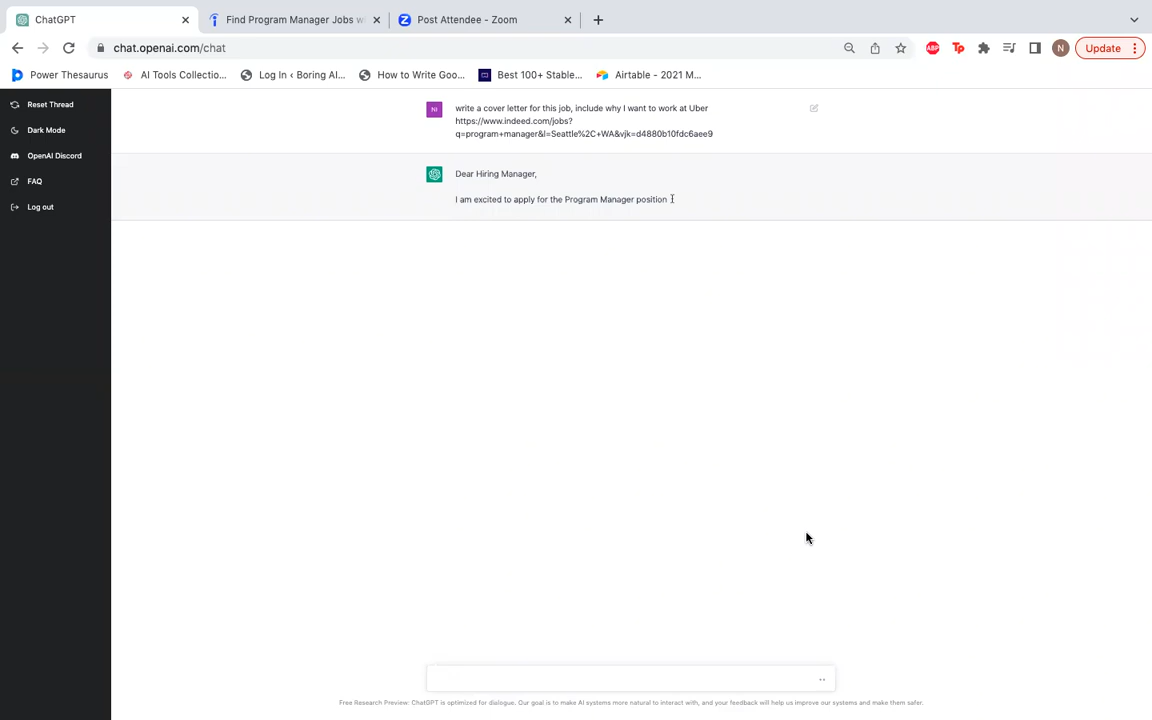 ChatGPT
Find Program Manager Jobs w
Post Attendee - Zoom
chat.openai.com/chat
ABP
Tp
N
Update
Power Thesaurus
AI Tools Collectio...
Log In ‹ Boring AI...
How to Write Goo...
Best 100+ Stable...
Airtable - 2021 M...
Reset Thread
Dark Mode
OpenAI Discord
FAQ
Log out
NI
write a cover letter for this job, include why I want to work at Uber
https://www.indeed.com/jobs?
q=program+manager&l=Seattle%2C+WA&vjk=d4880b10fdc6aee9
Dear Hiring Manager,
I am excited to apply for the Program Manager position
Free Research Preview: ChatGPT is optimized for dialogue. Our goal is to make AI systems more natural to interact with, and your feedback will help us improve our systems and make them safer.